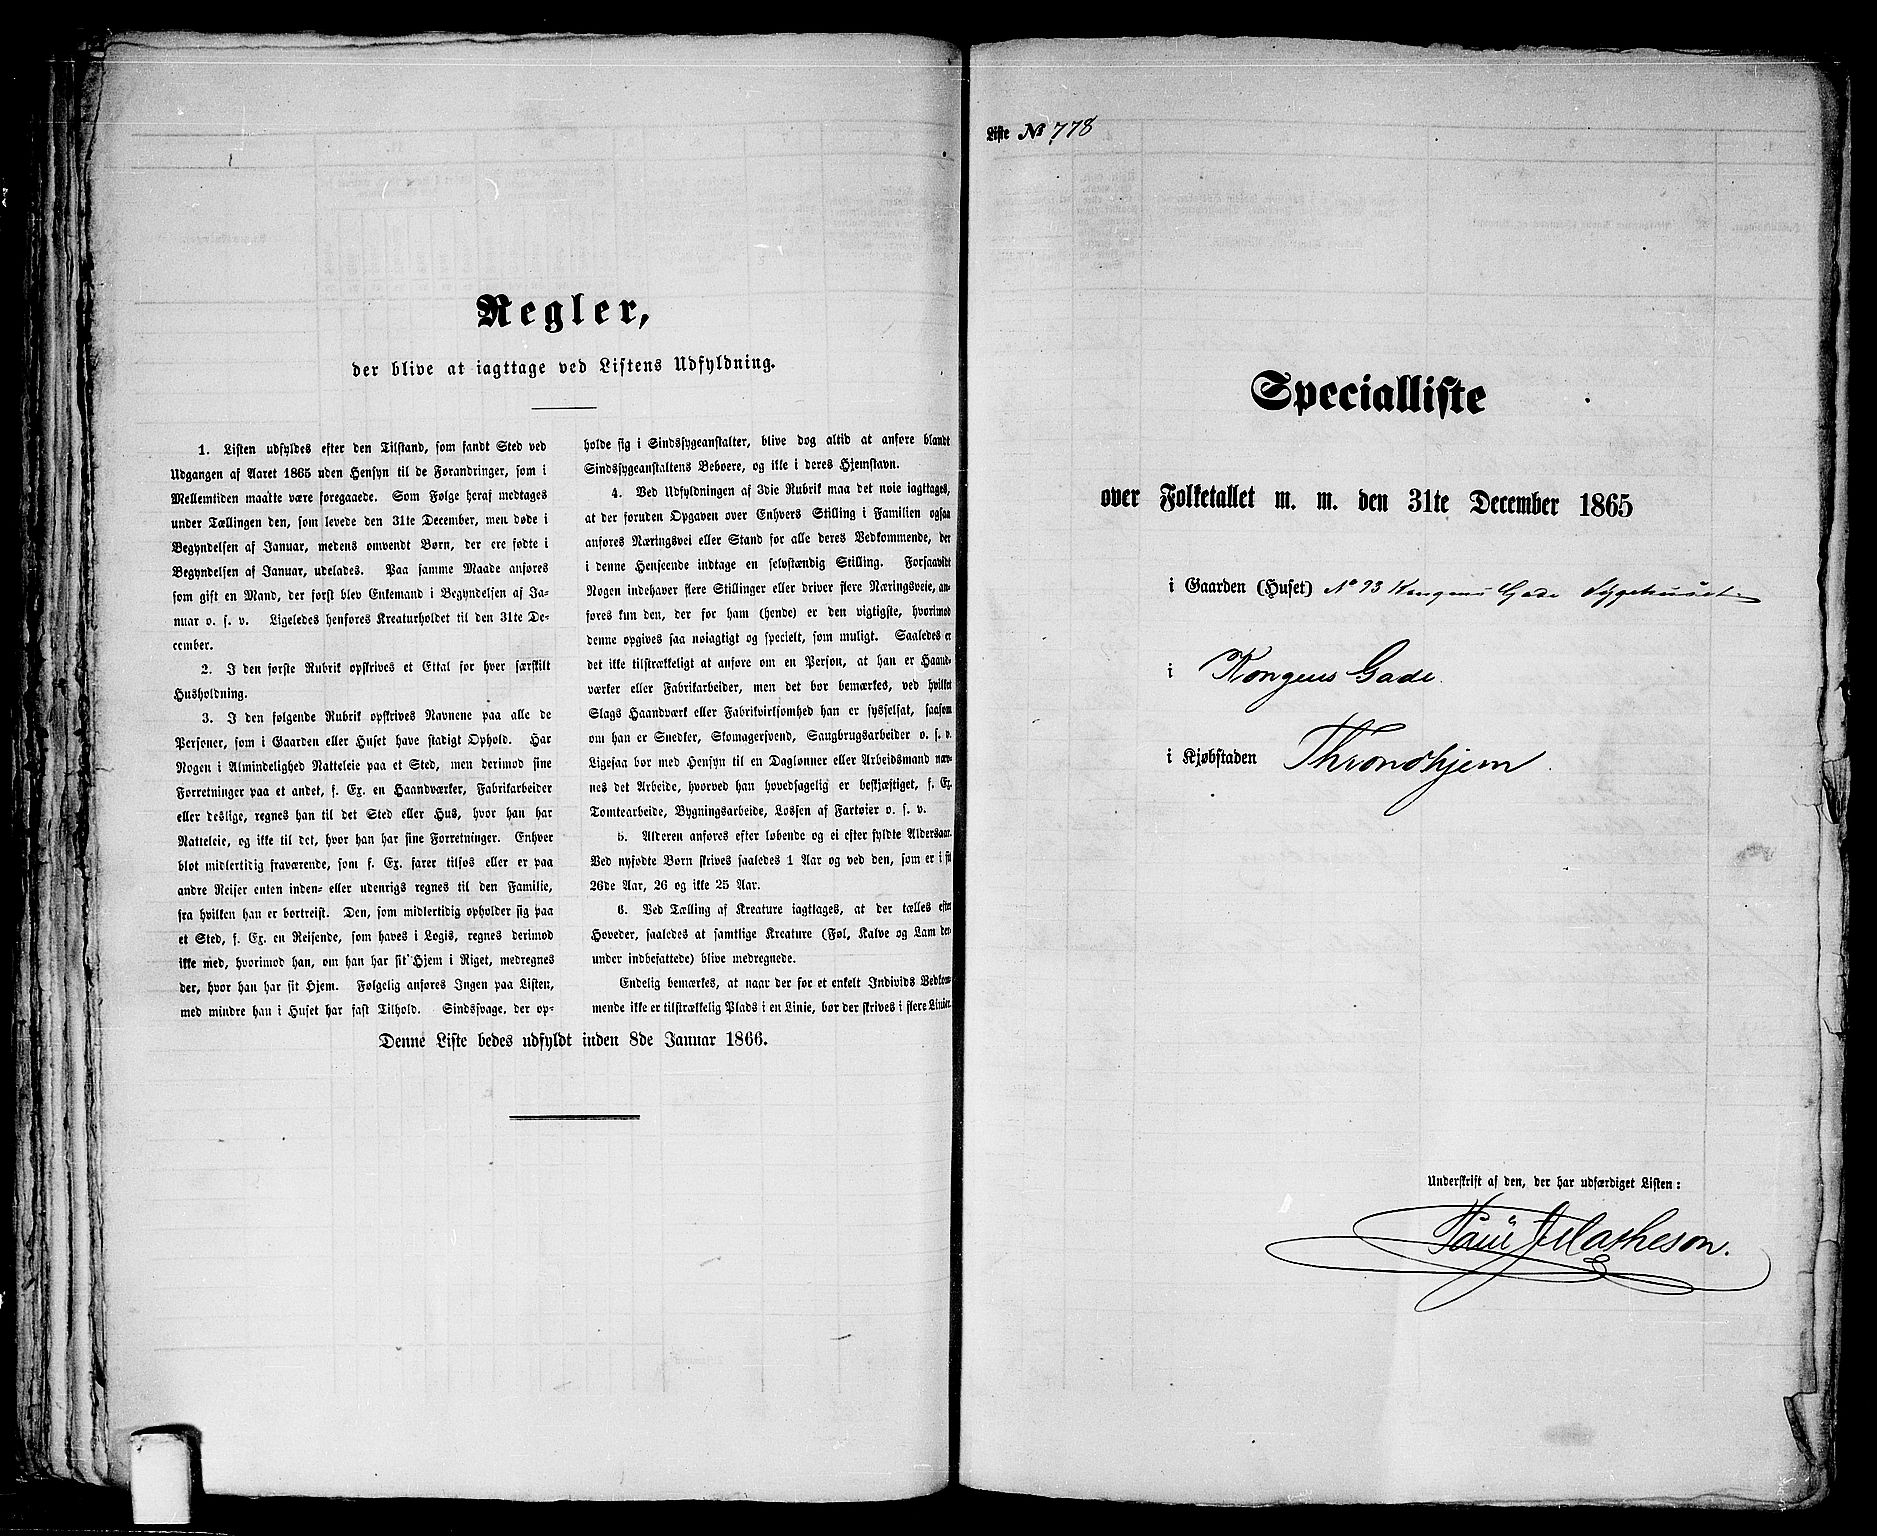 Regler,
der blive at iagttage ved Listens Udfyldning.
1. Listen udfyldes efter den Tilstand, som fandt Sted ved
Udgangen af Aaret 1865 uden Hensyn til de Forandringer, som i
Mellemtiden maatte være foregaaede. Som Følge heraf medtages
under Tællingen den, som levede den 31te December, men døde i
Begyndelsen af Januar, medens omvendt Børn, der ere fødte i
Begyndelsen af Januar, udelades. Paa samme Maade anføres
som gift en Mand, der først blev Enkemand i Begyndelsen af Ja-
nuar o. s. v. Ligeledes henføres Kreaturholdet til den 31te De-
cember.
2. I den første Rubrik opskrives et Ettal for hver særskilt
Husholdning.
3. I den følgende Rubrik opskrives Navnene paa alle de
Personer, som i Gaarden eller Huset have stadigt Ophold. Har
Nogen i Almindelighed Natteleie paa et Sted, men derimod sine
Forretninger paa et andet, f. Ex. en Haandværker, Fabrikarbeider
eller deslige, regnes han til det Sted eller Hus, hvor han har
Natteleie, og ikke til det, hvor han har sine Forretninger. Enhver
blot midlertidig fraværende, som f. Ex. farer tilsøs eller er paa
andre Reiser enten inden- eller udenrigs regnes til den Familie,
fra hvilken han er bortreist. Den, som midlertidig opholder sig paa
et Sted, f. Ex. en Reisende, som haves i Logis, regnes derimod
ikke med, hvorimod han, om han har sit Hjem i Riget, medregnes
der, hvor han har sit Hjem. Følgelig anføres Ingen paa Listen,
med mindre han i Huset har fast Tilhold. Sindssvage, der op-
holde sig i Sindssygeanstalter, blive dog altid at anføre blandt
Sindssygeanstaltens Beboere, og ikke i deres Hjemstavn.
4. Ved Udfyldningen af 3die Rubrik maa det nøie iagttages,
at der foruden Opgaven over Enhvers Stilling i Familien ogsaa
anføres Næringsvei eller Stand for alle deres Vedkommende, der
i denne Henseende indtage en selvstændig Stilling. Forsaavidt
Nogen indehaver flere Stillinger eller driver flere Næringsveie, an-
føres kun den, der for ham (hende) er den vigtigste, hvorimod
denne opgives saa nøiagtigt og specielt, som muligt. Saaledes er
det ikke tilstrækkeligt at anføre om en Person, at han er Haand-
værker eller Fabrikarbeider, men det bør bemærkes, ved hvilket
Slags Haandværk eller Fabrikvirksomhed han er sysselsat, saasom
om han er Snedker, Skomagersvend, Saugbrugsarbeider o. s. v.
Ligesaa bør med Hensyn til en Daglønner eller Arbeidsmand næv-
nes det Arbeide, hvorved han hovedsagelig er beskjæftiget, f. Ex.
Tomtearbeide, Bygningsarbeide, Lossen af Fartøier o. s. v.
5. Alderen anføres efter løbende og ei efter fyldte Aldersaar.
Ved nyfødte Børn skrives saaledes 1 Aar og ved den, som er i sit
26de Aar, 26 og ikke 25 Aar.
6. Ved Tælling af Kreature iagttages, at der tælles efter
Hoveder, saaledes at samtlige Kreature (Føl, Kalve og Lam der-
under indbefattede) blive medregnede.
Endelig bemærkes, at naar der for et enkelt Individs Vedkom-
mende ikke er tilstrækkelig Plads i en Linie, bør der skrives i flere Linier.
Denne Liste bedes udfyldt inden 8de Januar 1866.
Liste № 778
Specialliste
over Folketallet m. m. den 31te December 1865
i Gaarden (Huset) No 93 Kongens Gade Sygehuset
i Kongens Gade.
i Kjøbstaden Throndhjem
Underskrift af den, der har udfærdiget Listen:
Matheson.